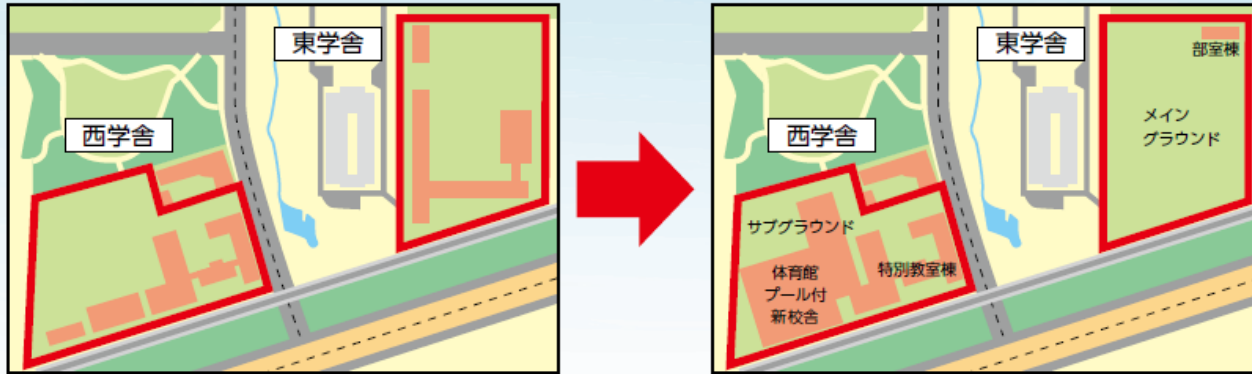 東学舎
西学舎
東学舎
部室棟
メイン
グラウンド
西学舎
サブグラウンド
体育館
プール付
新校舎
特別教室棟